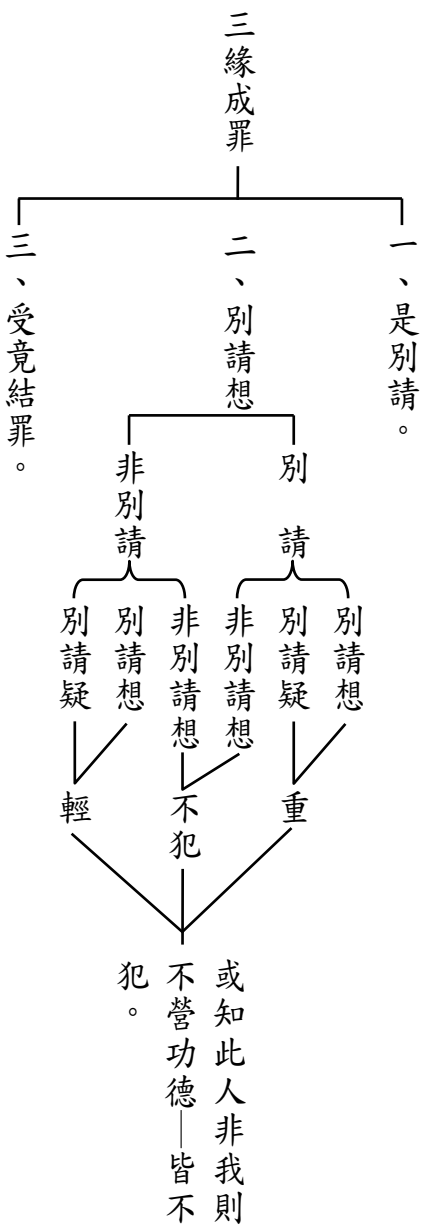 三緣成罪
一、是別請。
二、別請想
三、受竟結罪。
別請
非別請
別請想
別請疑
非別請想
非別請想
別請想
別請疑
重
不犯
輕
或知此人非我則
不營功德—皆不
犯。